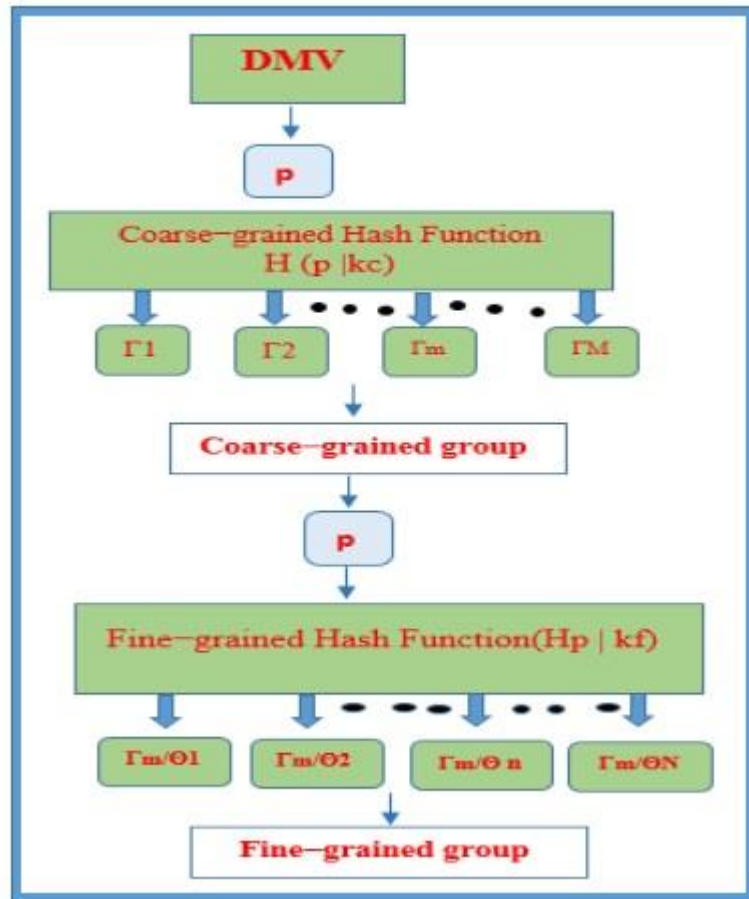 DMV
p
Coarse−grained Hash Function
H (p |kc)
Γ1
Γ2
Γm
ΓM
Coarse−grained group
p
Fine−grained Hash Function(Hp | kf)
Γm/Θ1
Γm/Θ2
Γm/Θ n
Γm/ΘN
Fine−grained group